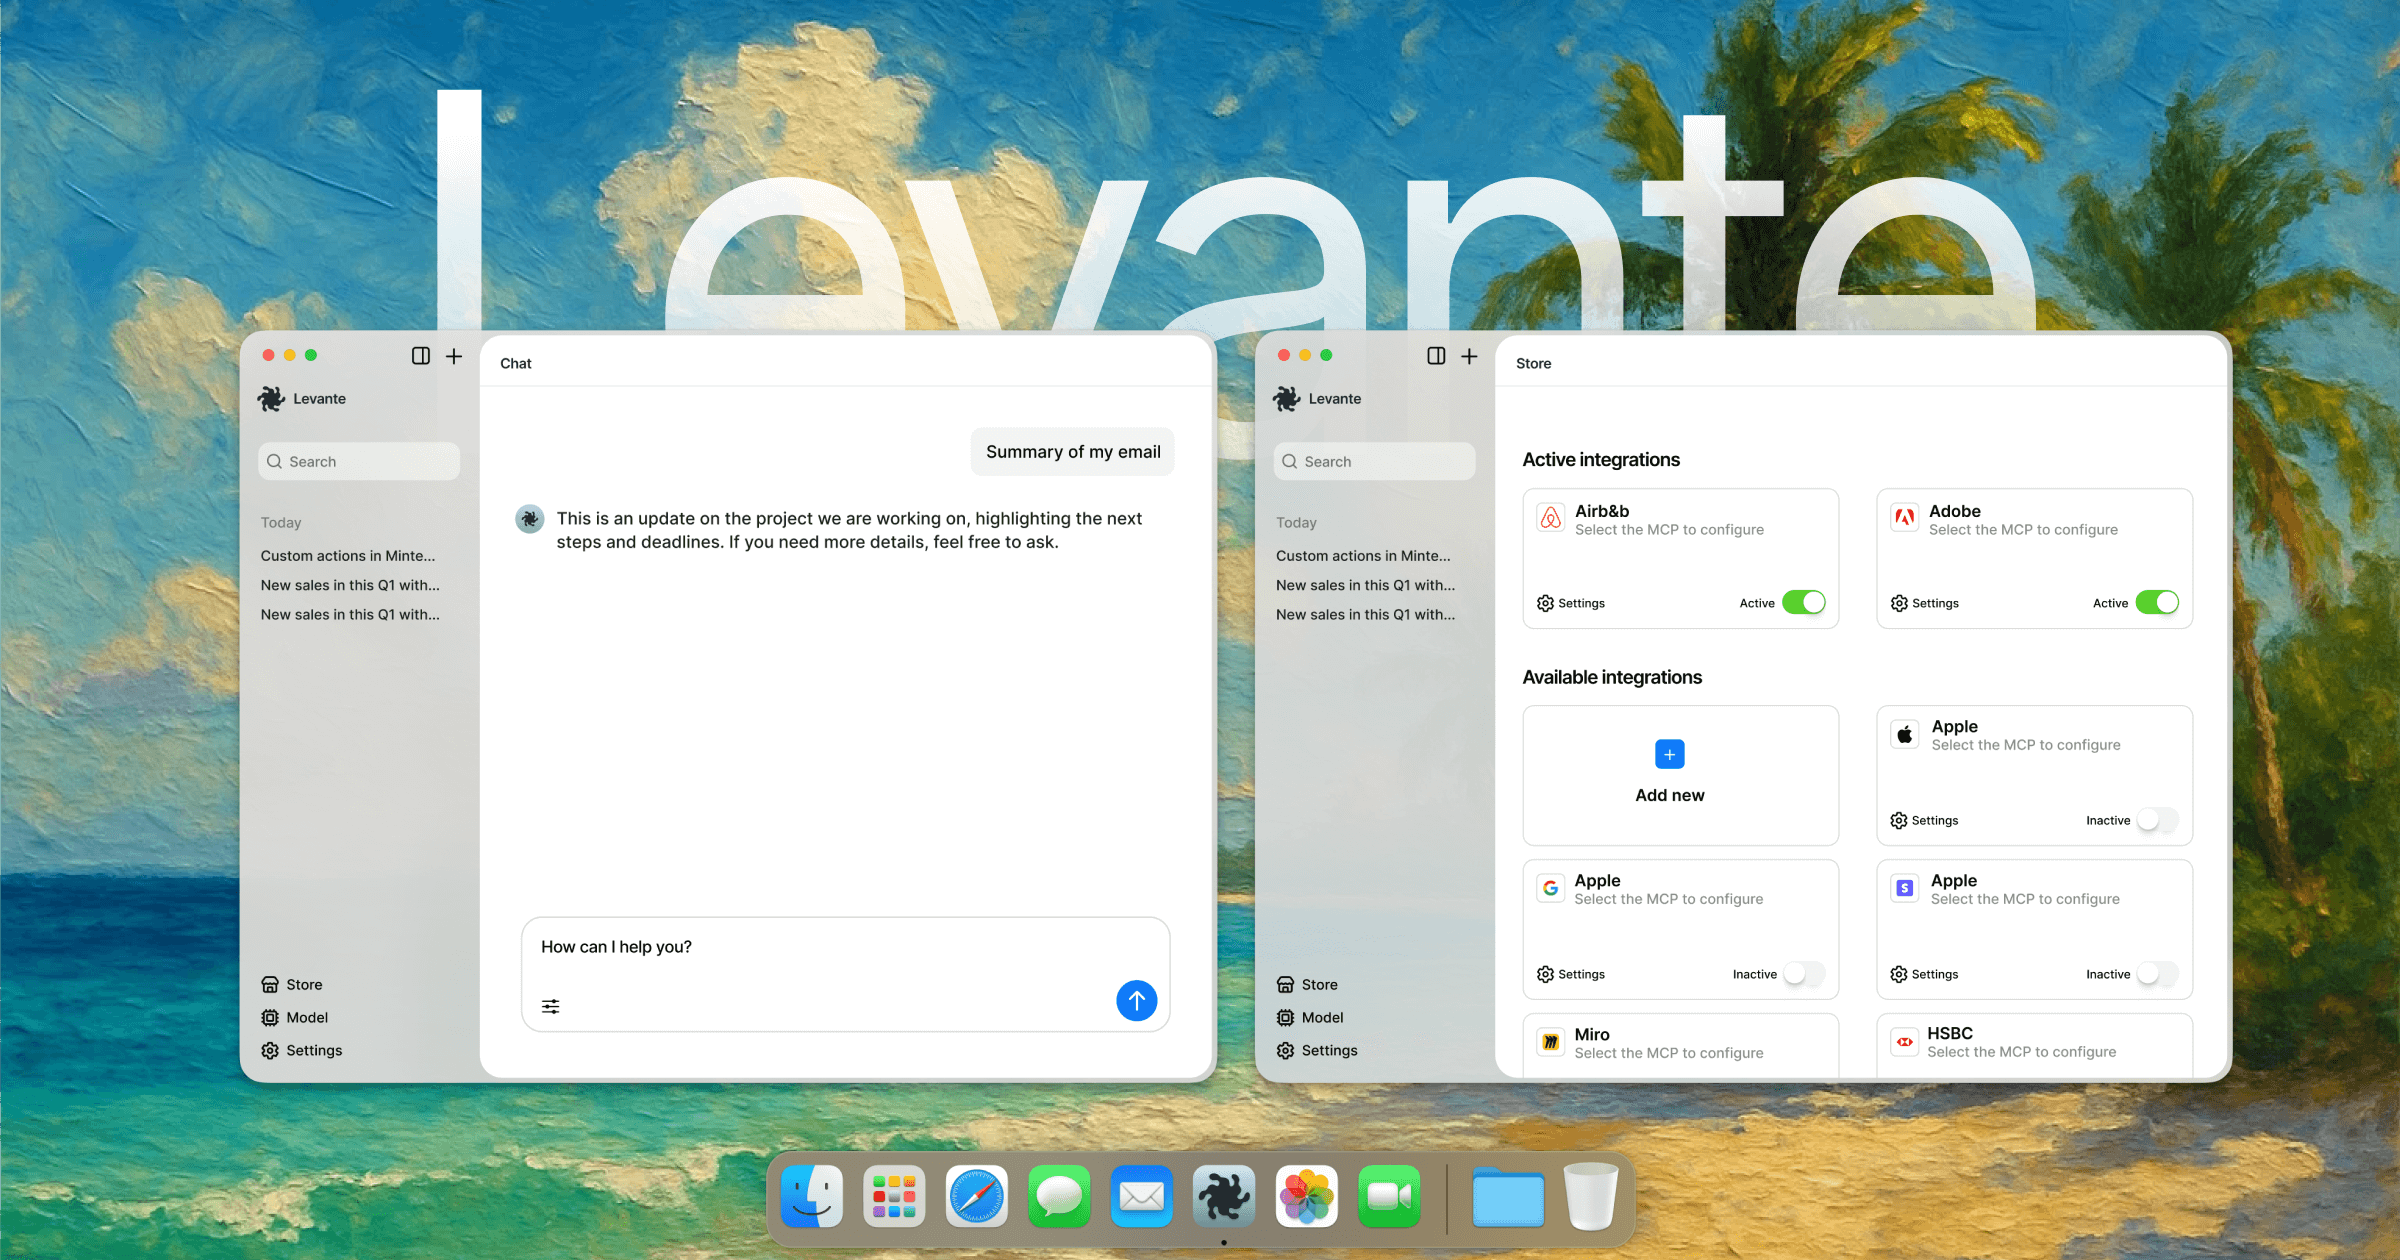 Levante
Chat
Levante
Search
Today
Custom actions in Minte...
New sales in this Q1 with...
New sales in this Q1 with...
Store
Model
Settings
Summary of my email
This is an update on the project we are working on, highlighting the next
steps and deadlines. If you need more details, feel free to ask.
How can I help you?
Store
Levante
Search
Today
Custom actions in Minte...
New sales in this Q1 with...
New sales in this Q1 with...
Store
Model
Settings
Active integrations
Airb&b
Select the MCP to configure
Settings
Active
Adobe
Select the MCP to configure
Settings
Active
Available integrations
Add new
Apple
Select the MCP to configure
Settings
Inactive
Apple
Select the MCP to configure
Settings
Inactive
Apple
Select the MCP to configure
Settings
Inactive
Miro
Select the MCP to configure
HSBC
Select the MCP to configure